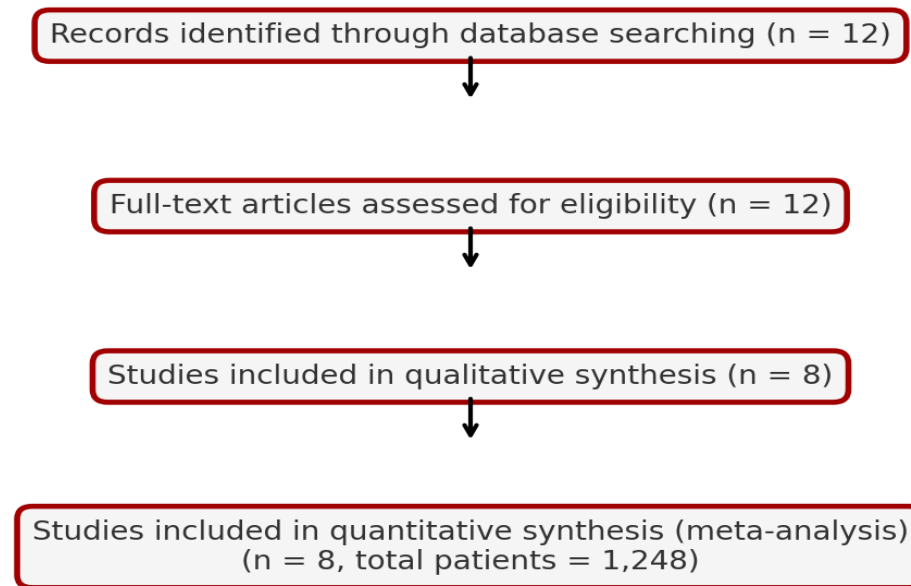 Records identified through database searching (n = 12)
Full-text articles assessed for eligibility (n = 12)
Studies included in qualitative synthesis (n = 8)
Studies included in quantitative synthesis (meta-analysis)
(n = 8, total patients = 1,248)